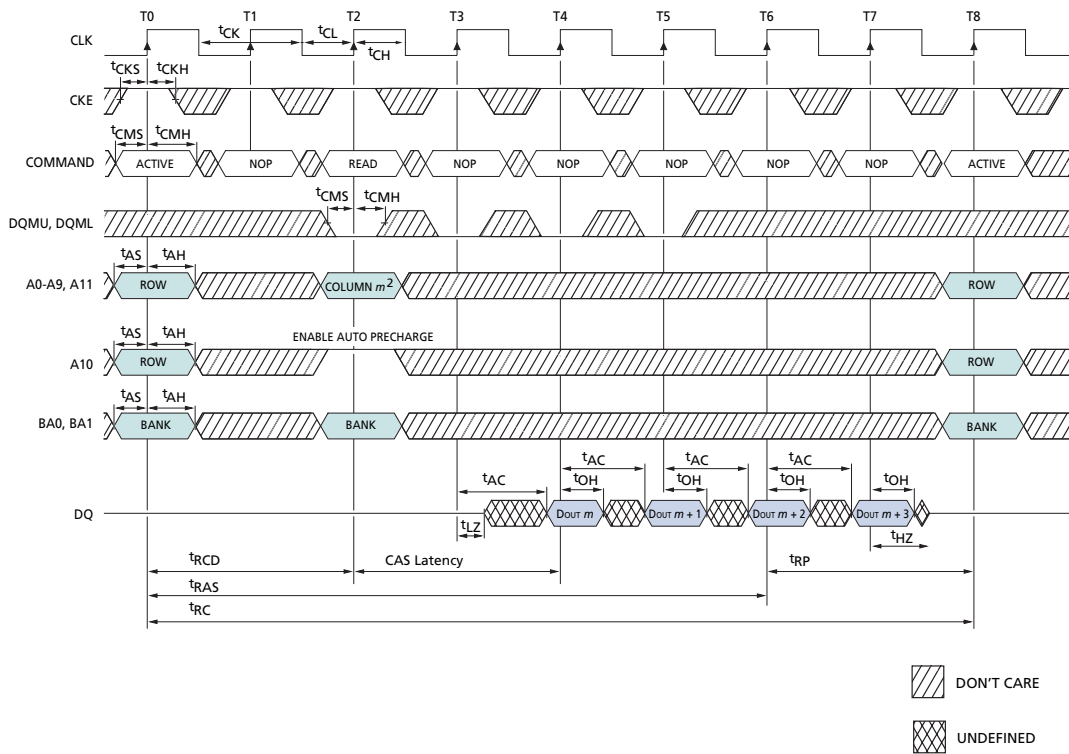 T0 T1 T2 T3 T4 T5 T6 T7 T8
CLK
tCK tCL
tCH
tCKS tCKH
CKE
tCMS tCMH
COMMAND ACTIVE NOP READ NOP NOP NOP NOP NOP ACTIVE
tCMS tCMH
DQMU, DQML
tAS tAH
A0-A9, A11 ROW COLUMN m2 ROW
ENABLE AUTO PRECHARGE
tAS tAH
A10 ROW ROW
tAS tAH
BA0, BA1 BANK BANK BANK
tAC tAC tAC tAC
tOH tOH tOH tOH
DQ DOUT m DOUT m + 1 DOUT m + 2 DOUT m + 3
tLZ tHZ
tRCD CAS Latency tRP
tRAS
tRC
DON'T CARE
UNDEFINED